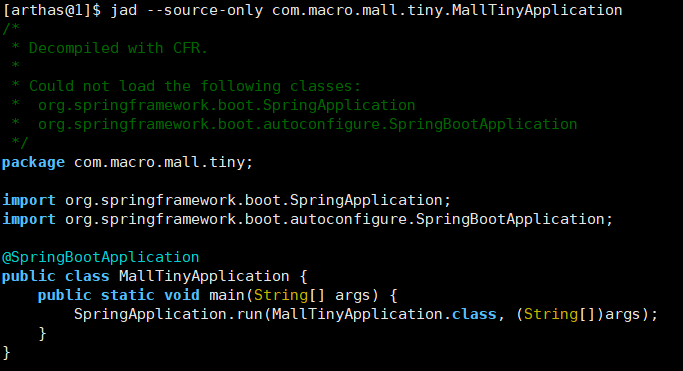 [arthas@1]$ jad --source-only com.macro.mall.tiny.MallTinyApplication
/*
 * Decompiled with CFR.
 *
 * Could not load the following classes:
 *  org.springframework.boot.SpringApplication
 *  org.springframework.boot.autoconfigure.SpringBootApplication
 */
package com.macro.mall.tiny;

import org.springframework.boot.SpringApplication;
import org.springframework.boot.autoconfigure.SpringBootApplication;

@SpringBootApplication
public class MallTinyApplication {
    public static void main(String[] args) {
        SpringApplication.run(MallTinyApplication.class, (String[])args);
    }
}